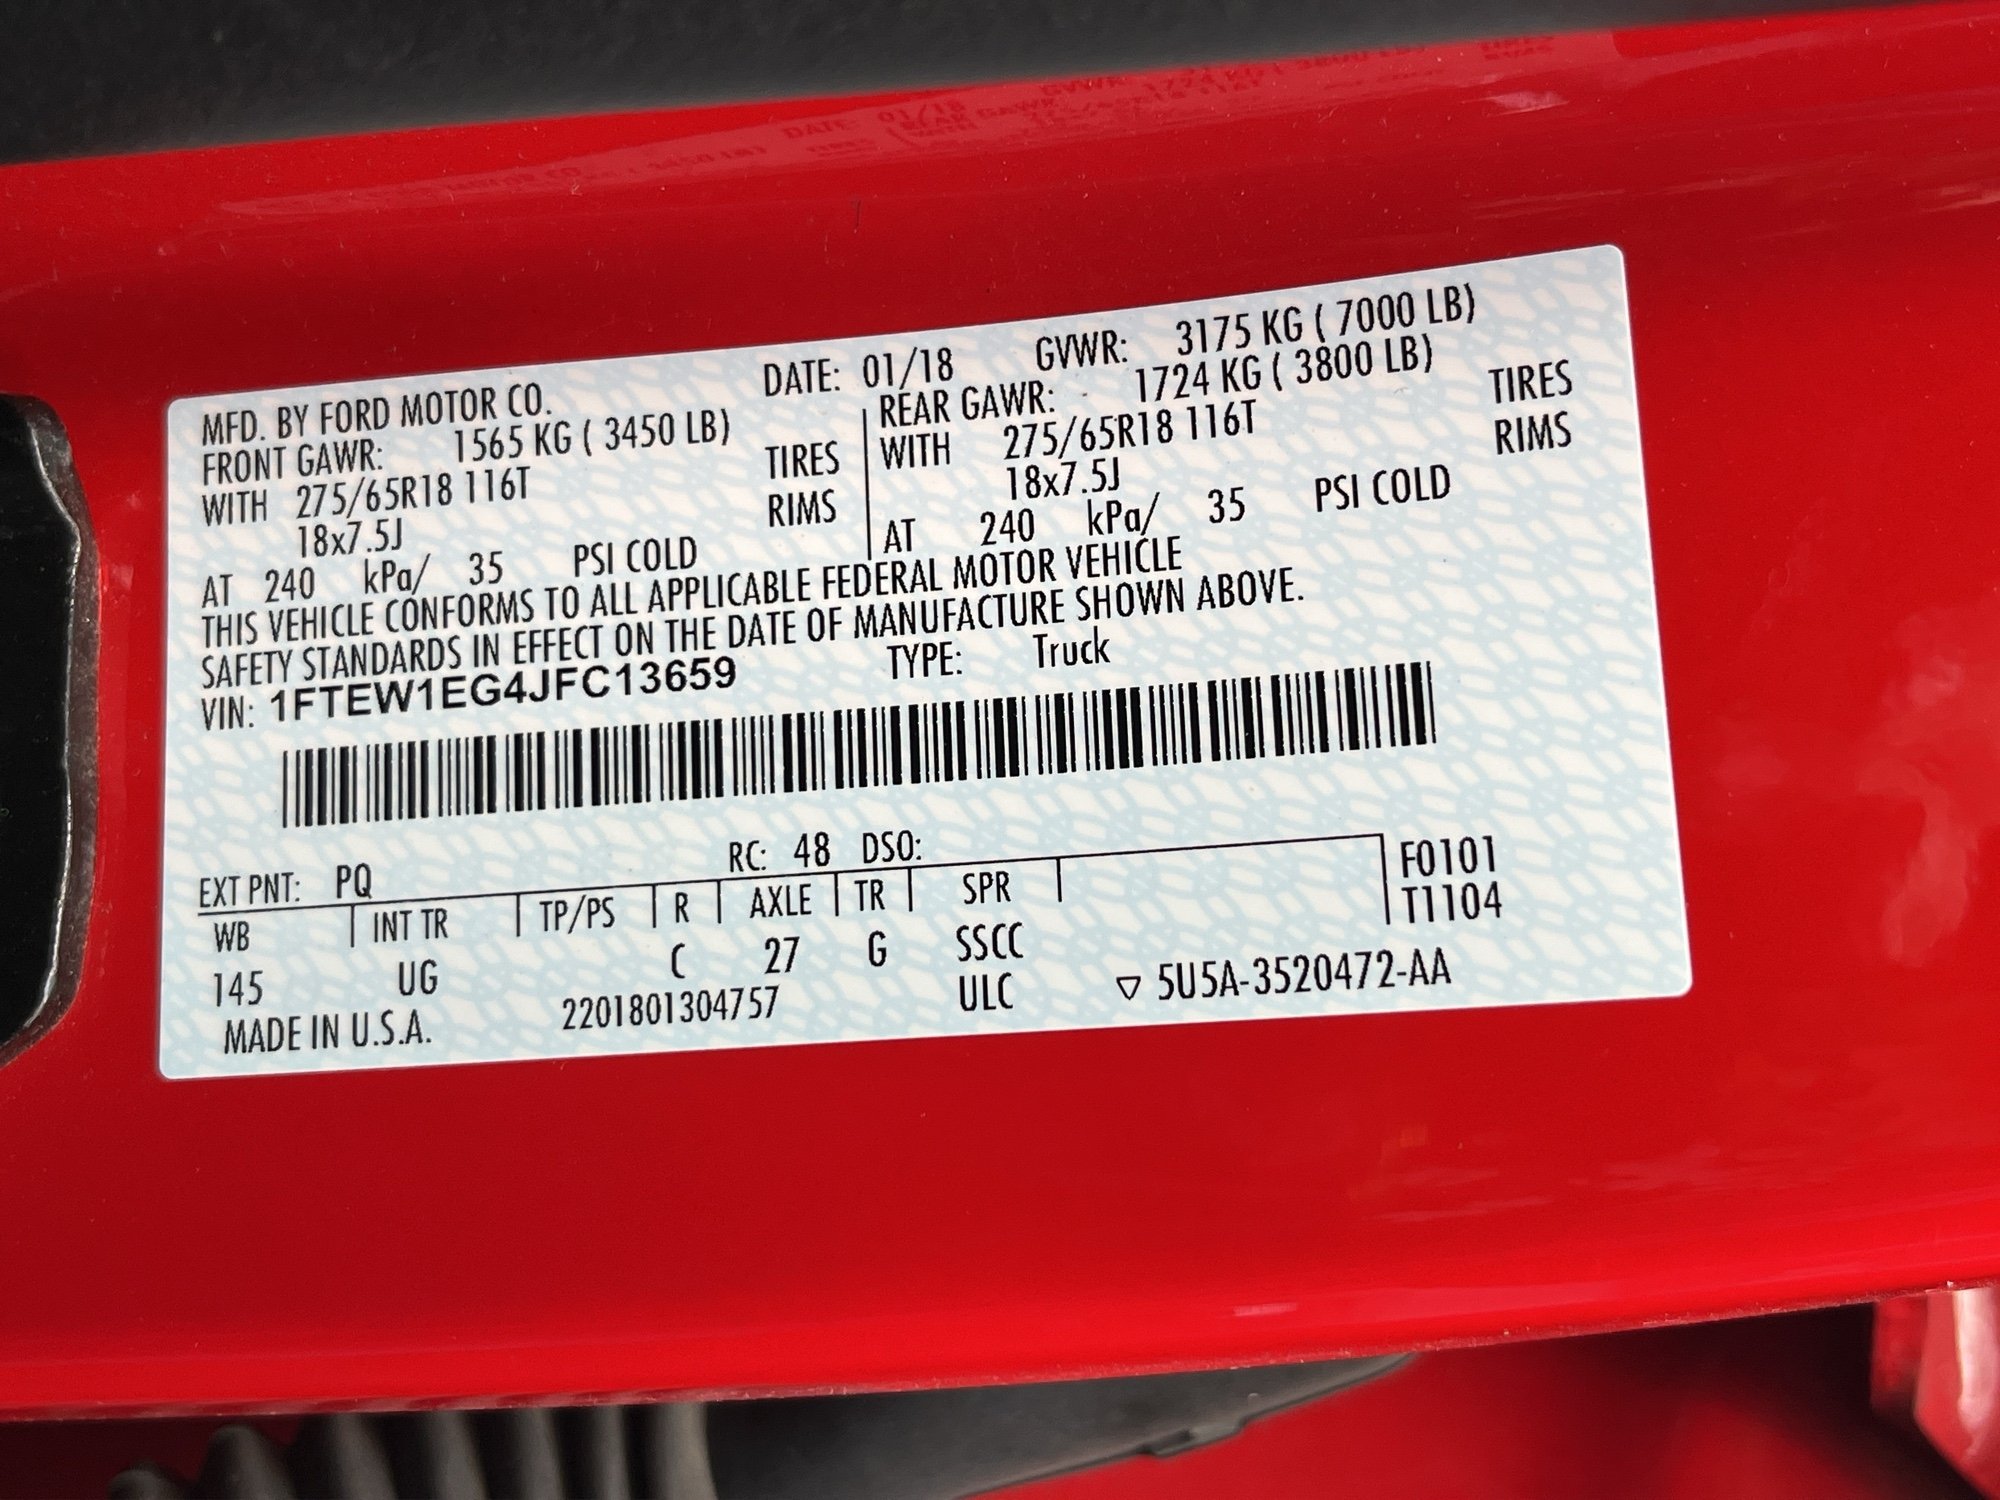 MFD. BY FORD MOTOR CO. DATE: 01/18 GVWR: 3175 KG ( 7000 LB)
FRONT GAWR: 1565 KG ( 3450 LB) REAR GAWR: 1724 KG ( 3800 LB)
WITH 275/65R18 116T TIRES WITH 275/65R18 116T TIRES
18x7.5J RIMS 18x7.5J RIMS
AT 240 kPa/ 35 PSI COLD AT 240 kPa/ 35 PSI COLD
THIS VEHICLE CONFORMS TO ALL APPLICABLE FEDERAL MOTOR VEHICLE
SAFETY STANDARDS IN EFFECT ON THE DATE OF MANUFACTURE SHOWN ABOVE.
VIN: 1FTEW1EG4JFC13659 TYPE: Truck
EXT PNT: PQ RC: 48 DSO:
WB INT TR TP/PS R AXLE TR SPR F0101
T1104
145 UG C 27 G SSCC
MADE IN U.S.A. 2201801304757 ULC ▽ 5U5A-3520472-AA